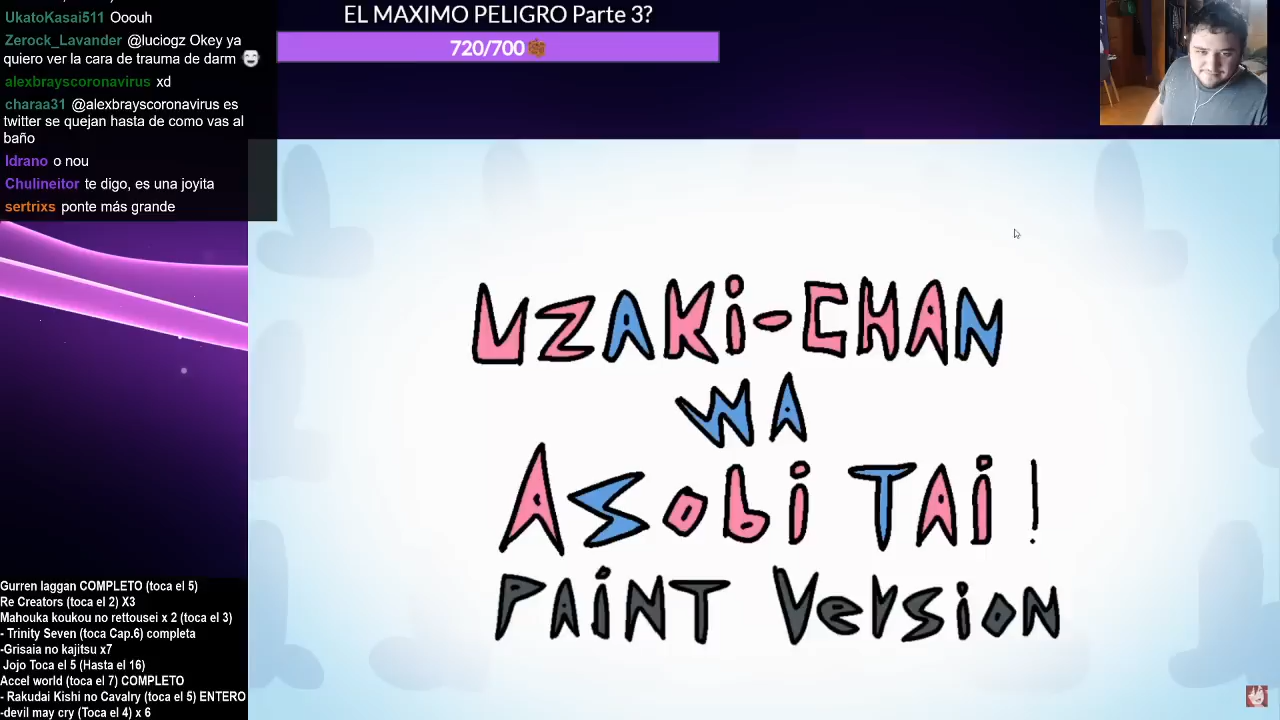 UkatoKasai511 Ooouh
Zerock_Lavander @luciogz Okey ya
quiero ver la cara de trauma de darm
alexbrayscoronavirus xd
charaa31 @alexbrayscoronavirus es
twitter se quejan hasta de como vas al
baño
Idrano o nou
Chulineitor te digo, es una joyita
sertrixs ponte más grande
EL MAXIMO PELIGRO Parte 3?
720/700
UZAKi-CHAN
WA
ASobi TAi!
PAiNT VerSioN
Gurren laggan COMPLETO (toca el 5)
Re Creators (toca el 2) X3
Mahouka koukou no rettousei x 2 (toca el 3)
- Trinity Seven (toca Cap.6) completa
-Grisaia no kajitsu x7
Jojo Toca el 5 (Hasta el 16)
Accel world (toca el 7) COMPLETO
- Rakudai Kishi no Cavalry (toca el 5) ENTERO
-devil may cry (Toca el 4) x 6